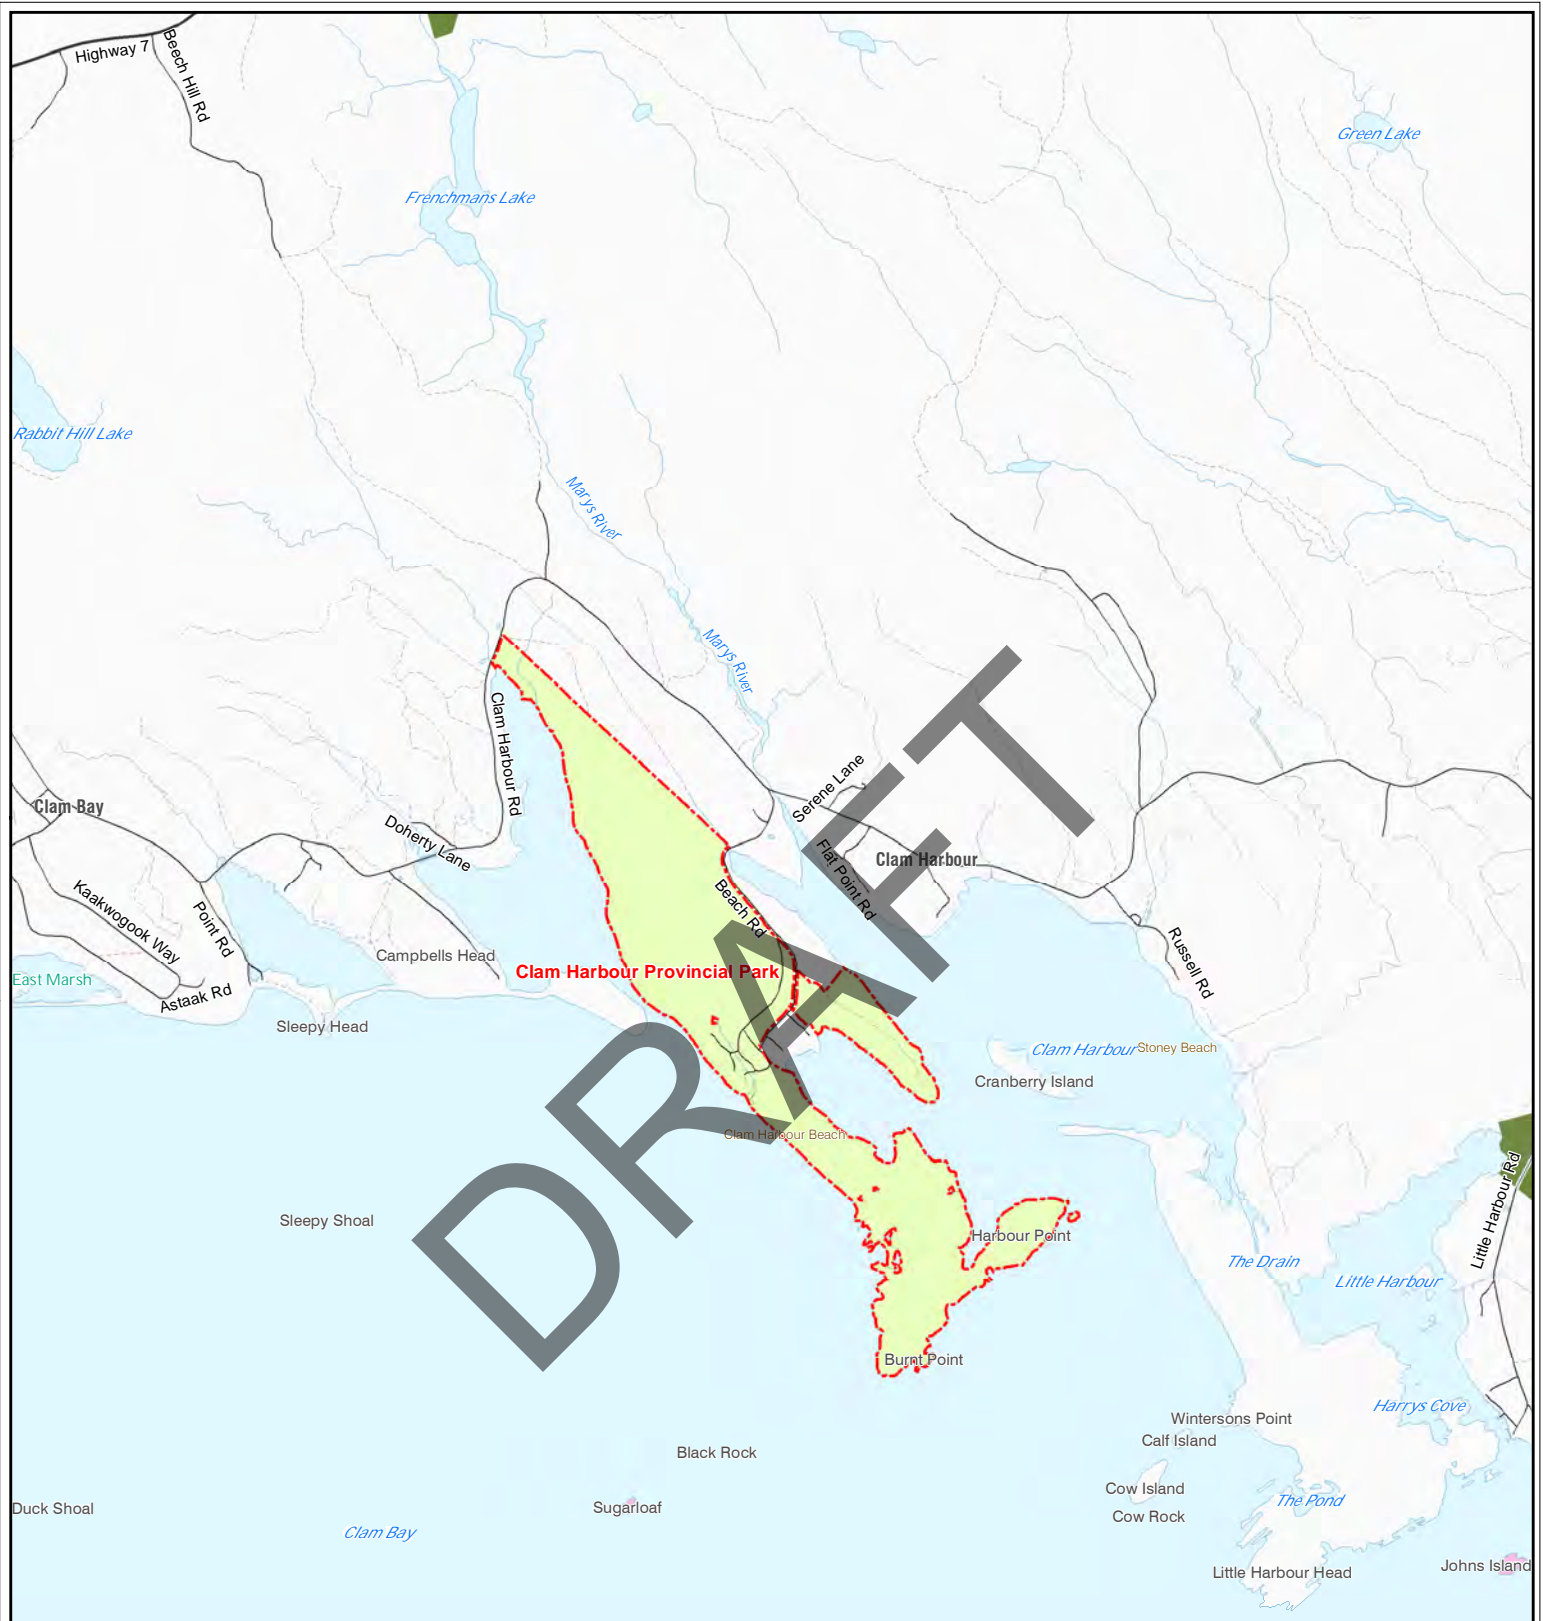 Highway 7
Beech Hill Rd
Green Lake
Frenchmans Lake
Rabbit Hill Lake
Marys River
Marys River
Clam Harbour Rd
Serene Lane
Clam Bay
Doherty Lane
Flat Point Rd
Clam Harbour
Kaakwogook Way
Point Rd
Beach Rd
Campbells Head
Clam Harbour Provincial Park
Russell Rd
East Marsh
Astaak Rd
Sleepy Head
Clam Harbour
Stoney Beach
Cranberry Island
Clam Harbour Beach
DRAFT
Sleepy Shoal
Harbour Point
Little Harbour Rd
The Drain
Little Harbour
Burnt Point
Harrys Cove
Wintersons Point
Calf Island
Black Rock
Cow Island
Duck Shoal
Sugarloaf
The Pond
Cow Rock
Clam Bay
Little Harbour Head
Johns Island